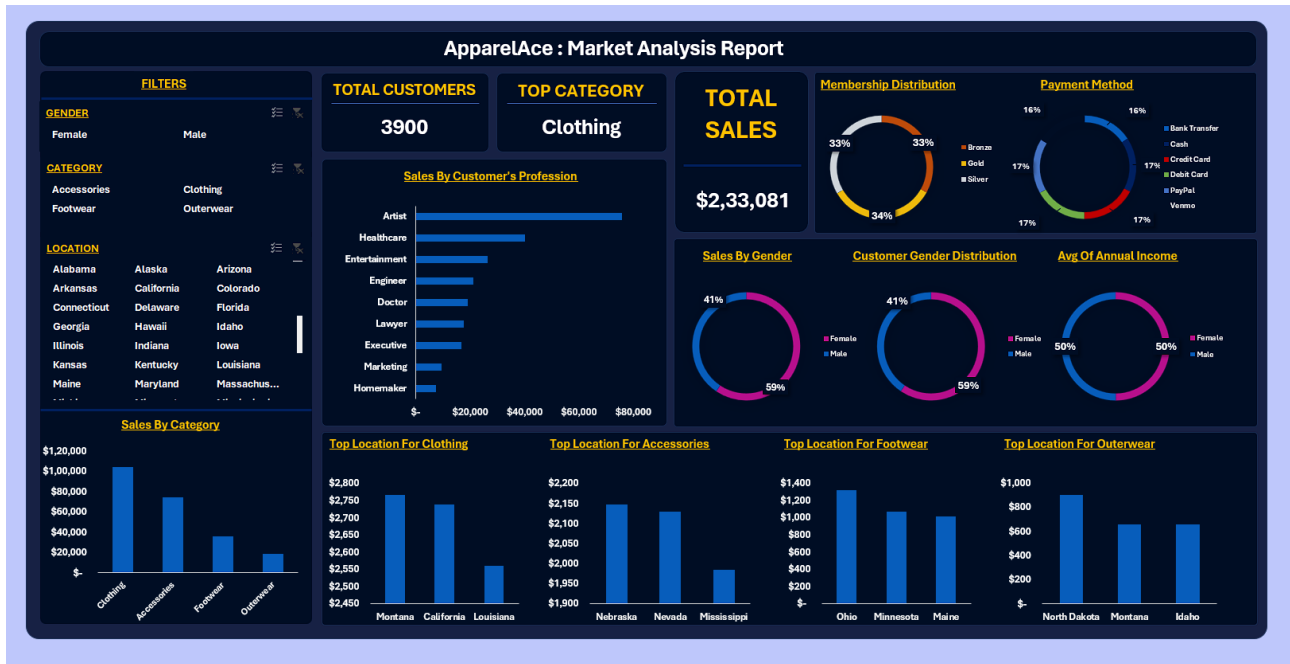 ApparelAce : Market Analysis Report
FILTERS
GENDER
Female Male
CATEGORY
Accessories Clothing
Footwear Outerwear
LOCATION
Alabama Alaska Arizona
Arkansas California Colorado
Connecticut Delaware Florida
Georgia Hawaii Idaho
Illinois Indiana Iowa
Kansas Kentucky Louisiana
Maine Maryland Massachus...
Sales By Category
$1,20,000
$1,00,000
$80,000
$60,000
$40,000
$20,000
$-
Clothing Accessories Footwear Outerwear
TOTAL CUSTOMERS
3900
TOP CATEGORY
Clothing
TOTAL
SALES
$2,33,081
Sales By Customer's Profession
Artist
Healthcare
Entertainment
Engineer
Doctor
Lawyer
Executive
Marketing
Homemaker
$- $20,000 $40,000 $60,000 $80,000
Membership Distribution
33% 33%
34%
Bronze
Gold
Silver
Payment Method
16% 16%
17% 17%
17% 17%
Bank Transfer
Cash
Credit Card
Debit Card
PayPal
Venmo
Sales By Gender
41%
59%
Female
Male
Customer Gender Distribution
41%
59%
Female
Male
Avg Of Annual Income
50% 50%
Female
Male
Top Location For Clothing
$2,800
$2,750
$2,700
$2,650
$2,600
$2,550
$2,500
$2,450
Montana California Louisiana
Top Location For Accessories
$2,200
$2,150
$2,100
$2,050
$2,000
$1,950
$1,900
Nebraska Nevada Mississippi
Top Location For Footwear
$1,400
$1,200
$1,000
$800
$600
$400
$200
$-
Ohio Minnesota Maine
Top Location For Outerwear
$1,000
$800
$600
$400
$200
$-
North Dakota Montana Idaho